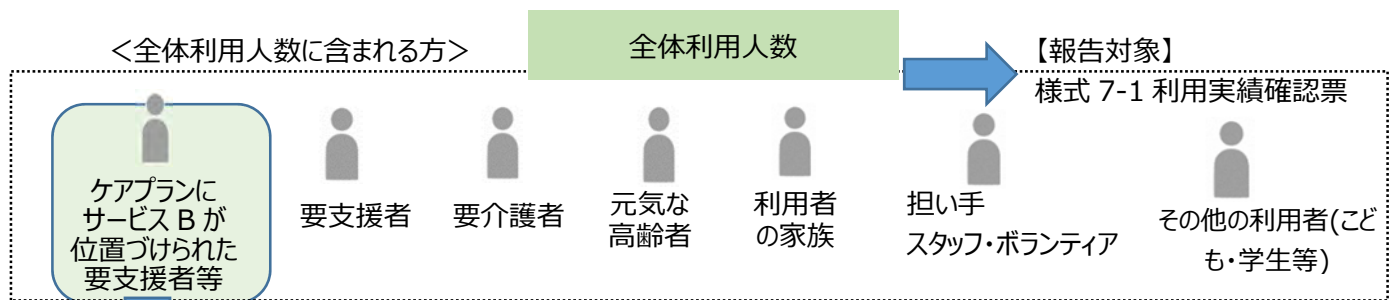 <全体利用人数に含まれる方>
全体利用人数
【報告対象】
様式 7-1 利用実績確認票
ケアプランに
サービス B が
位置づけられた
要支援者等
要支援者
要介護者
元気な
高齢者
利用者
の家族
担い手
スタッフ・ボランティア
その他の利用者(こど
も・学生等)